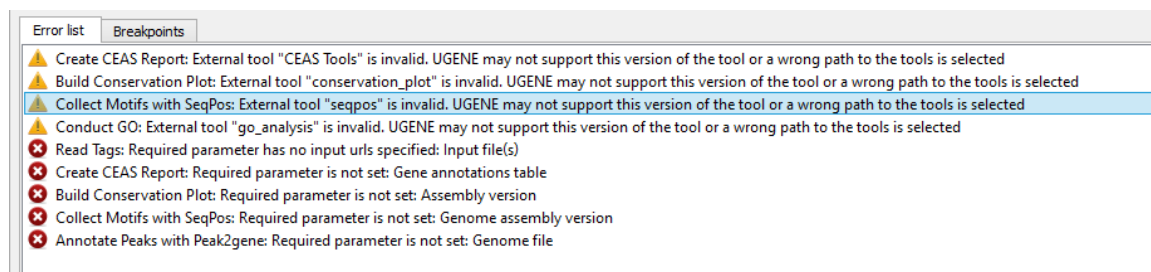 Error list Breakpoints
Create CEAS Report: External tool "CEAS Tools" is invalid. UGENE may not support this version of the tool or a wrong path to the tools is selected
Build Conservation Plot: External tool "conservation_plot" is invalid. UGENE may not support this version of the tool or a wrong path to the tools is selected
Collect Motifs with SeqPos: External tool "seqpos" is invalid. UGENE may not support this version of the tool or a wrong path to the tools is selected
Conduct GO: External tool "go_analysis" is invalid. UGENE may not support this version of the tool or a wrong path to the tools is selected
Read Tags: Required parameter has no input urls specified: Input file(s)
Create CEAS Report: Required parameter is not set: Gene annotations table
Build Conservation Plot: Required parameter is not set: Assembly version
Collect Motifs with SeqPos: Required parameter is not set: Genome assembly version
Annotate Peaks with Peak2gene: Required parameter is not set: Genome file